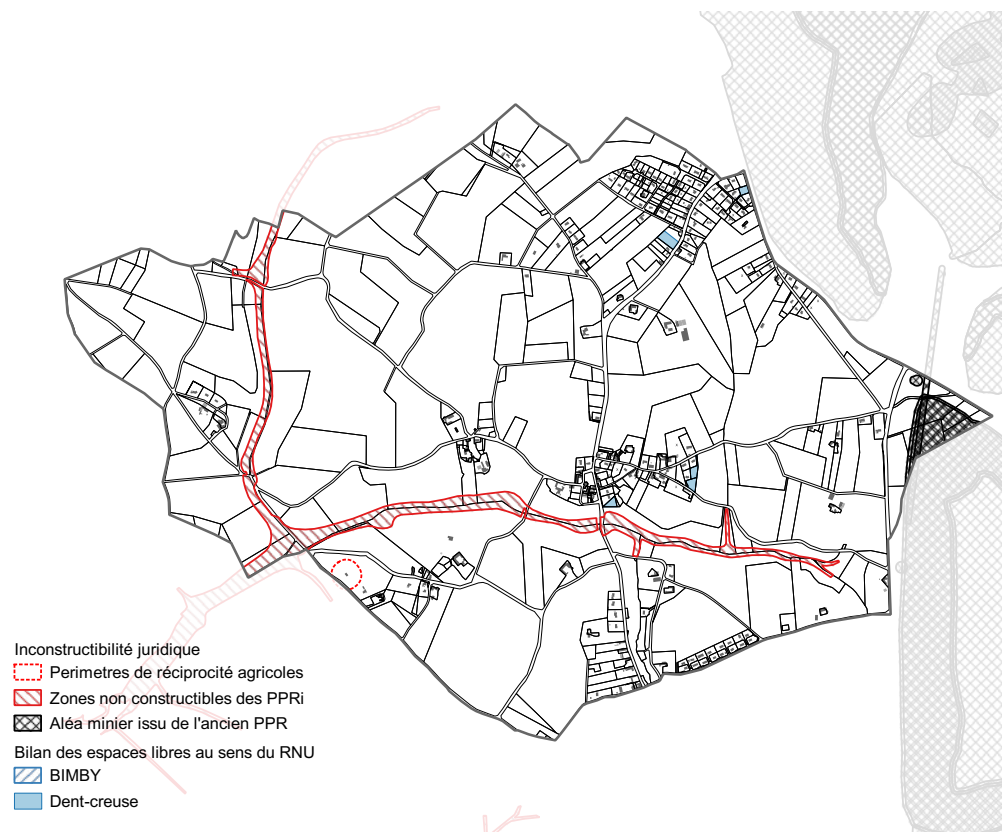 Inconstructibilité juridique
Perimetres de réciprocité agricoles
Zones non constructibles des PPRi
Aléa minier issu de l'ancien PPR
Bilan des espaces libres au sens du RNU
BIMBY
Dent-creuse